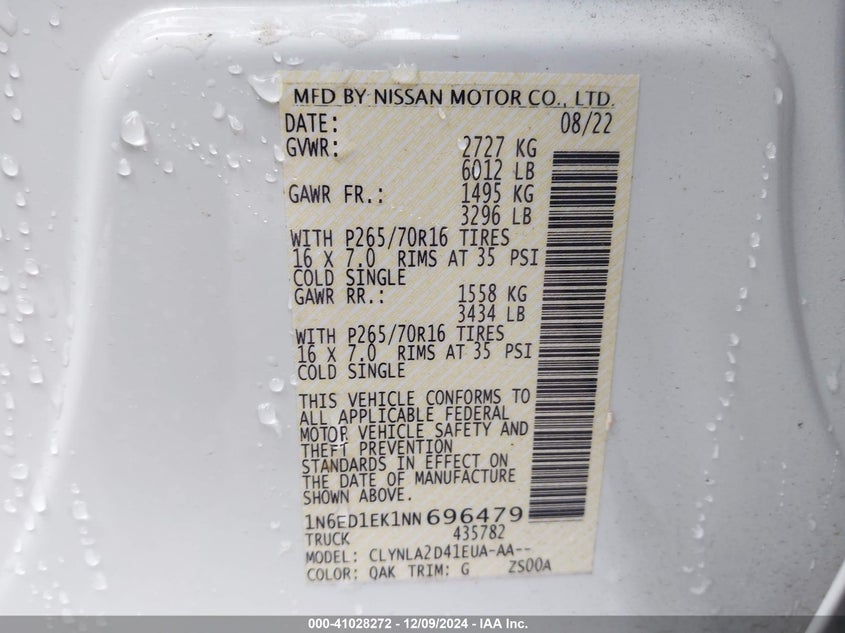 MFD BY NISSAN MOTOR CO., LTD.
DATE: 08/22
GVWR: 2727 KG
6012 LB
GAWR FR.: 1495 KG
3296 LB
WITH P265/70R16 TIRES
16 X 7.0 RIMS AT 35 PSI
COLD SINGLE
GAWR RR.: 1558 KG
3434 LB
WITH P265/70R16 TIRES
16 X 7.0 RIMS AT 35 PSI
COLD SINGLE
THIS VEHICLE CONFORMS TO
ALL APPLICABLE FEDERAL
MOTOR VEHICLE SAFETY AND
THEFT PREVENTION
STANDARDS IN EFFECT ON
THE DATE OF MANUFACTURE
SHOWN ABOVE.
1N6ED1EK1NN696479
TRUCK 435782
MODEL: CLYNLA2D41EUA-AA--
COLOR: QAK TRIM: G ZS00A
000-41028272 - 12/09/2024 - IAA Inc.